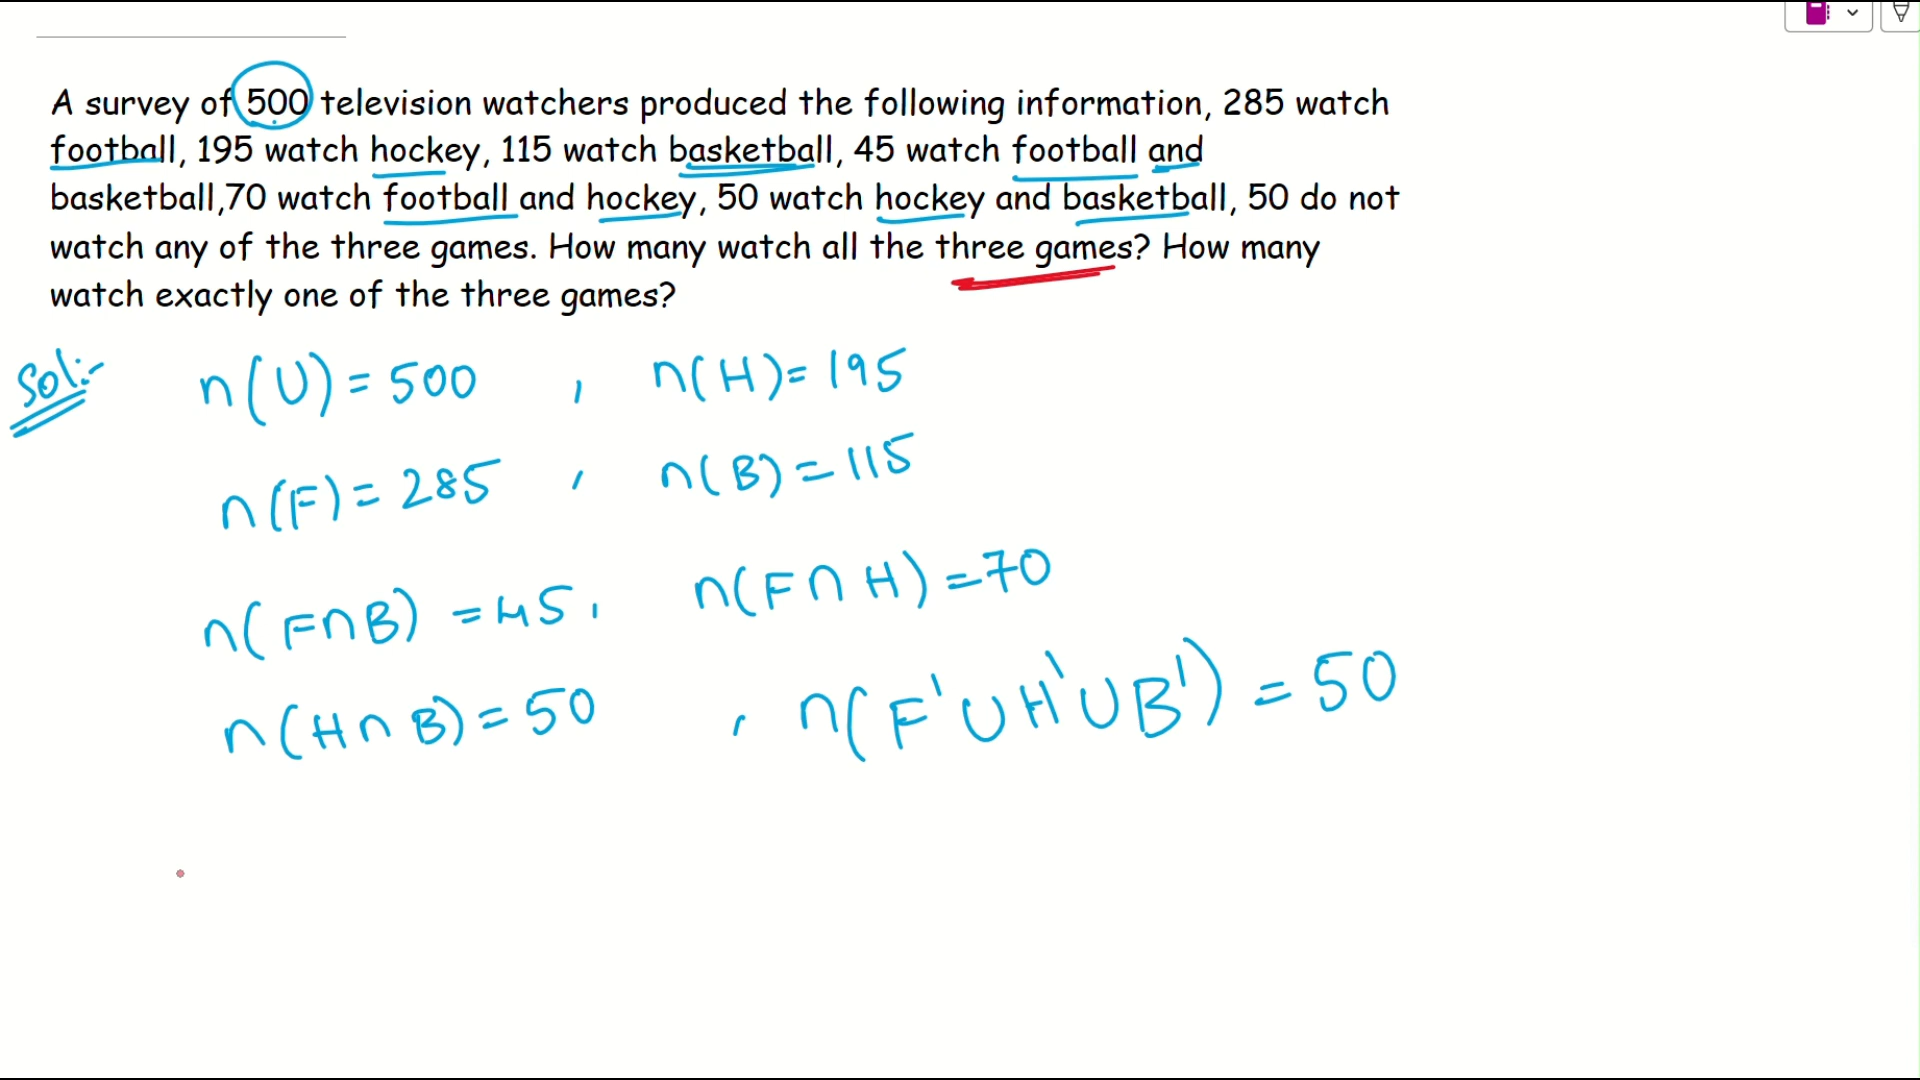 A survey of 500 television watchers produced the following information, 285 watch
football, 195 watch hockey, 115 watch basketball, 45 watch football and
basketball,70 watch football and hockey, 50 watch hockey and basketball, 50 do not
watch any of the three games. How many watch all the three games? How many
watch exactly one of the three games?
Sol:- n(U) = 500 , n(H) = 195
n(F) = 285 , n(B) = 115
n(F∩B) = 45, n(F∩H) = 70
n(H∩B) = 50 , n(F'∪H'∪B') = 50